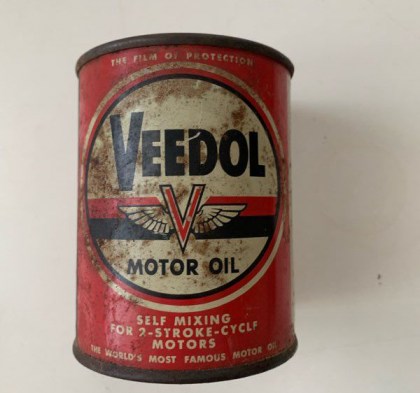 THE FILM OF PROTECTION
VEEDOL
V
MOTOR OIL
SELF MIXING
FOR 2-STROKE-CYCLE
MOTORS
THE WORLD'S MOST FAMOUS MOTOR OIL